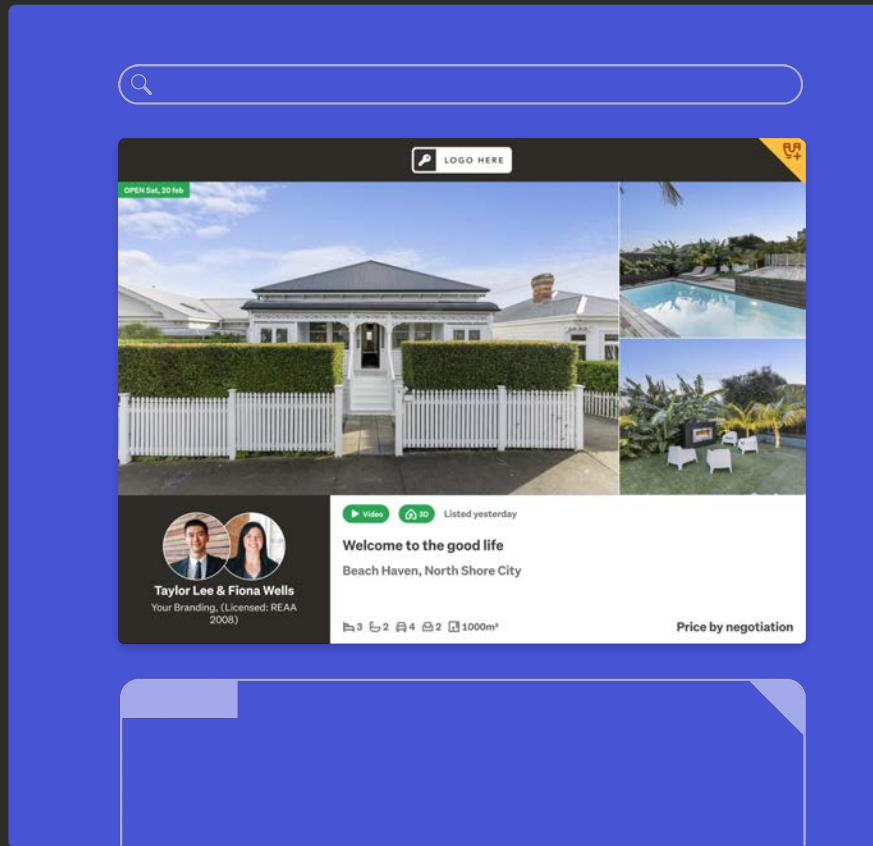 LOGO HERE
OPEN Sat, 20 feb
Video 3D Listed yesterday
Welcome to the good life
Beach Haven, North Shore City
Taylor Lee & Fiona Wells
Your Branding, (Licensed: REAA
2008)
3 2 4 2 1000m²
Price by negotiation